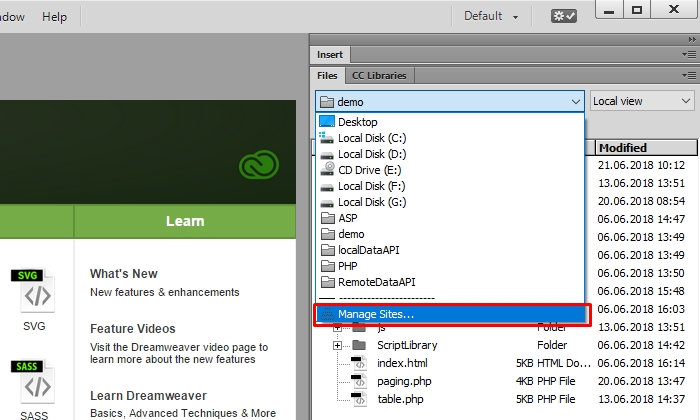 ndow Help Default
Insert
Files CC Libraries
demo Local view
Desktop
Local Disk (C:)
Local Disk (D:)
CD Drive (E:)
Local Disk (F:)
Local Disk (G:)
ASP
demo
localDataAPI
PHP
RemoteDataAPI
--- ------------------------
Manage Sites...
Modified
21.06.2018 10:12
13.06.2018 13:51
20.06.2018 08:54
06.06.2018 14:47
06.06.2018 13:49
06.06.2018 13:49
06.06.2018 13:49
06.06.2018 13:50
06.06.2018 15:48
06.06.2018 16:03
js Folder 13.06.2018 13:51
ScriptLibrary Folder 06.06.2018 14:42
index.html 5KB HTML Do... 06.06.2018 16:14
paging.php 4KB PHP File 06.06.2018 14:42
table.php 5KB PHP File 13.06.2018 14:37
Learn
SVG
SVG
SASS
SASS
What's New
New features & enhancements
Feature Videos
Visit the Dreamweaver video page to
learn more about the new features
Learn Dreamweaver
Basics, Advanced Techniques & More